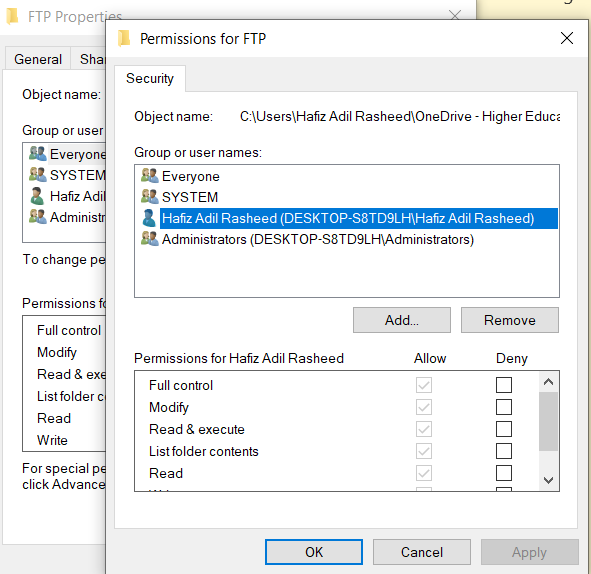 FTP Properties
General
Object name:
Group or user
Everyone
SYSTEM
Hafiz Adil
Administr
To change pe
Permissions fo
Full control
Modify
Read & exe
List folder
Read
Write
For special pe
click Advance
Permissions for FTP
Security
Object name: C:\Users\Hafiz Adil Rasheed\OneDrive - Higher Educa
Group or user names:
Everyone
SYSTEM
Hafiz Adil Rasheed (DESKTOP-S8TD9LH\Hafiz Adil Rasheed)
Administrators (DESKTOP-S8TD9LH\Administrators)
Add... Remove
Permissions for Hafiz Adil Rasheed Allow Deny
Full control
Modify
Read & execute
List folder contents
Read
OK Cancel Apply